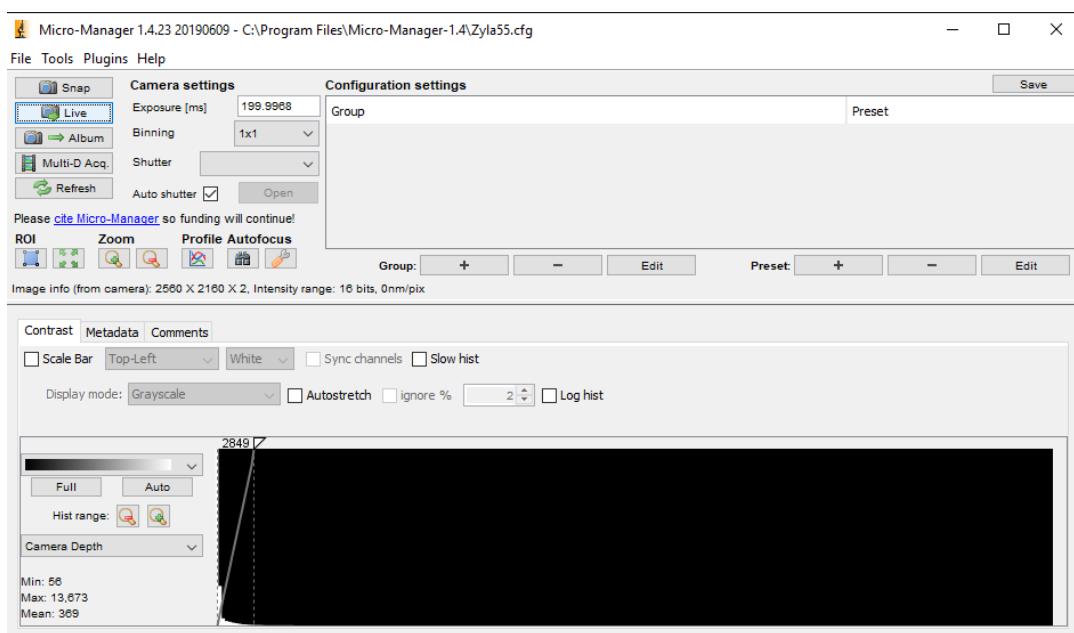 Micro-Manager 1.4.23 20190609 - C:\Program Files\Micro-Manager-1.4\Zyla55.cfg
File Tools Plugins Help
Snap
Camera settings
Configuration settings
Save
Live
Exposure [ms] 199.9968
Group Preset
Album
Binning 1x1
Multi-D Acq.
Shutter
Refresh
Auto shutter Open
Please cite Micro-Manager so funding will continue!
ROI Zoom Profile Autofocus
Group: + − Edit Preset: + − Edit
Image info (from camera): 2560 X 2160 X 2, Intensity range: 16 bits, 0nm/pix
Contrast Metadata Comments
Scale Bar Top-Left White Sync channels Slow hist
Display mode: Grayscale Autostretch ignore % 2 Log hist
2849
Full Auto
Hist range:
Camera Depth
Min: 56
Max: 13,673
Mean: 369